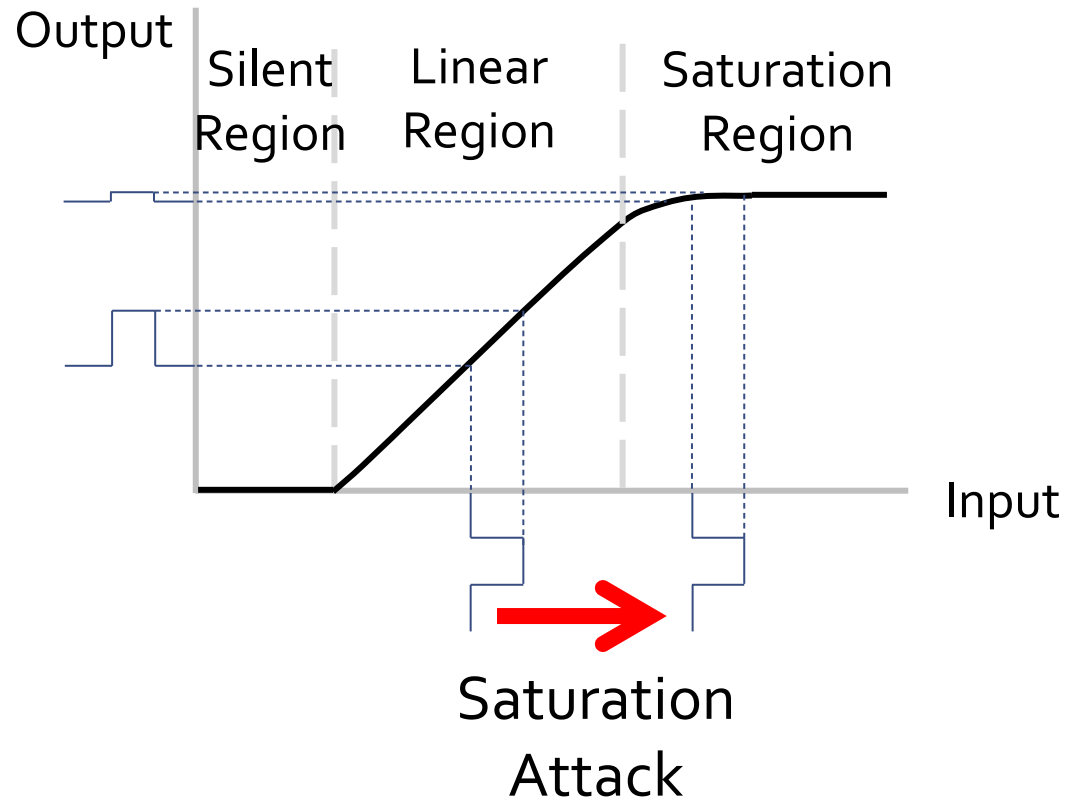 Output
Silent
Region
Linear
Region
Saturation
Region
Input
Saturation
Attack